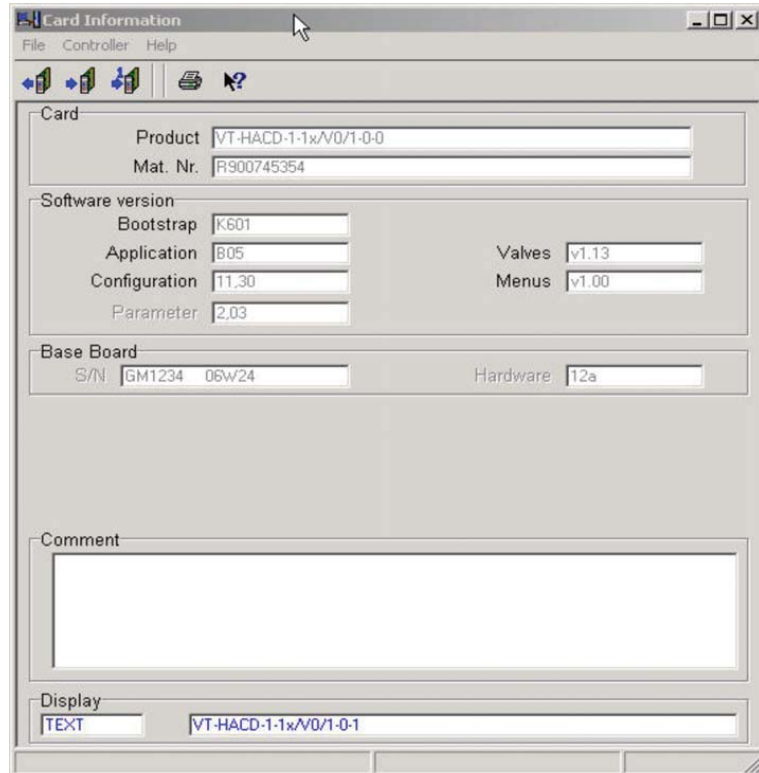 Card Information
File Controller Help
Card
Product VT-HACD-1-1x/V0/1-0-0
Mat. Nr. R900745354
Software version
Bootstrap K601
Application B05 Valves v1.13
Configuration 11,30 Menus v1.00
Parameter 2,03
Base Board
S/N GM1234 06W24 Hardware 12a
Comment
Display
TEXT VT-HACD-1-1x/V0/1-0-1